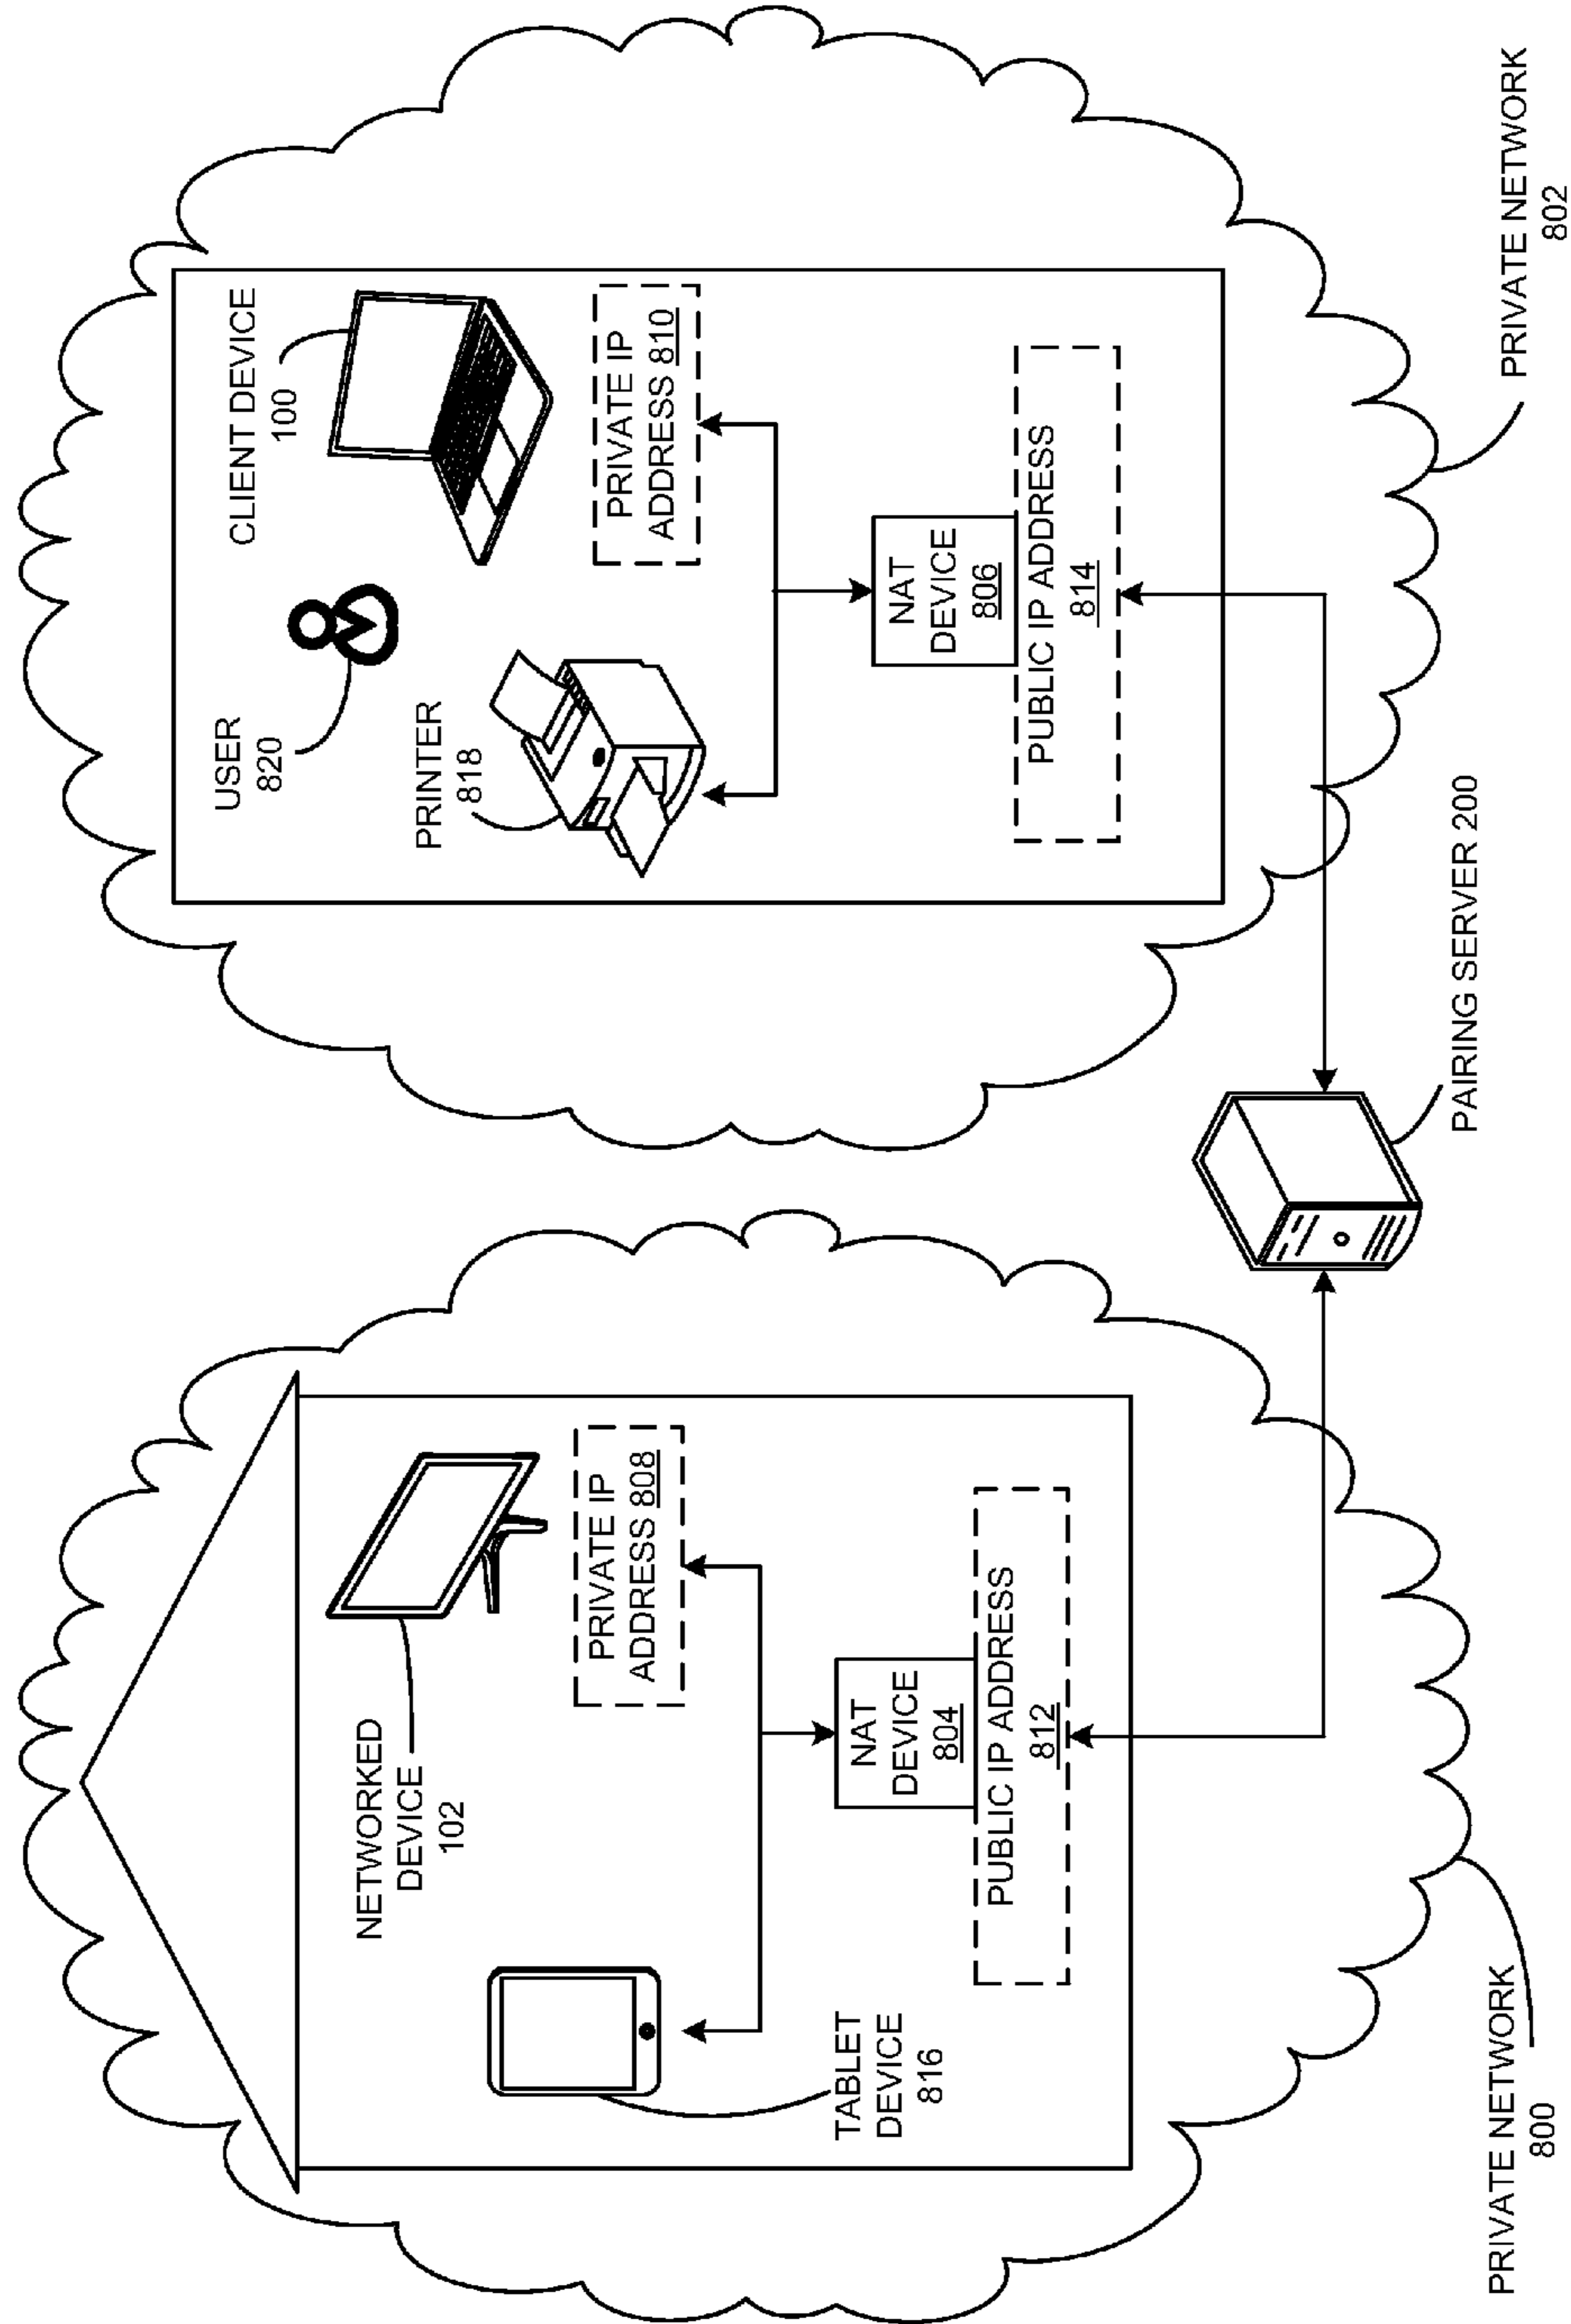 NETWORKED
DEVICE
102
PRIVATE IP
ADDRESS 808
TABLET
DEVICE
816
NAT
DEVICE
804
PUBLIC IP ADDRESS
812
PRIVATE NETWORK
800
USER
820
CLIENT DEVICE
100
PRINTER
818
PRIVATE IP
ADDRESS 810
NAT
DEVICE
806
PUBLIC IP ADDRESS
814
PAIRING SERVER 200
PRIVATE NETWORK
802